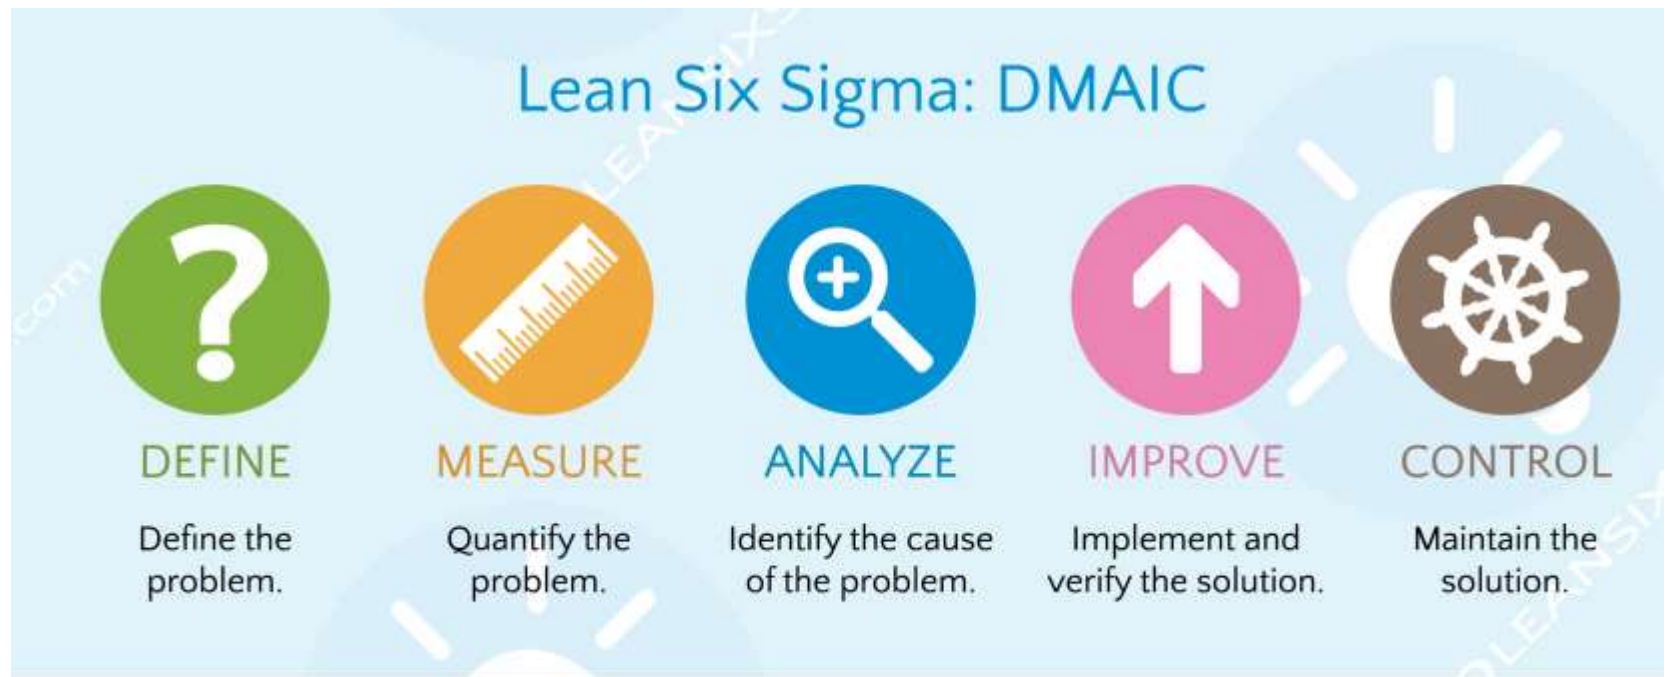 Lean Six Sigma: DMAIC
DEFINE
Define the
problem.
MEASURE
Quantify the
problem.
ANALYZE
Identify the cause
of the problem.
IMPROVE
Implement and
verify the solution.
CONTROL
Maintain the
solution.